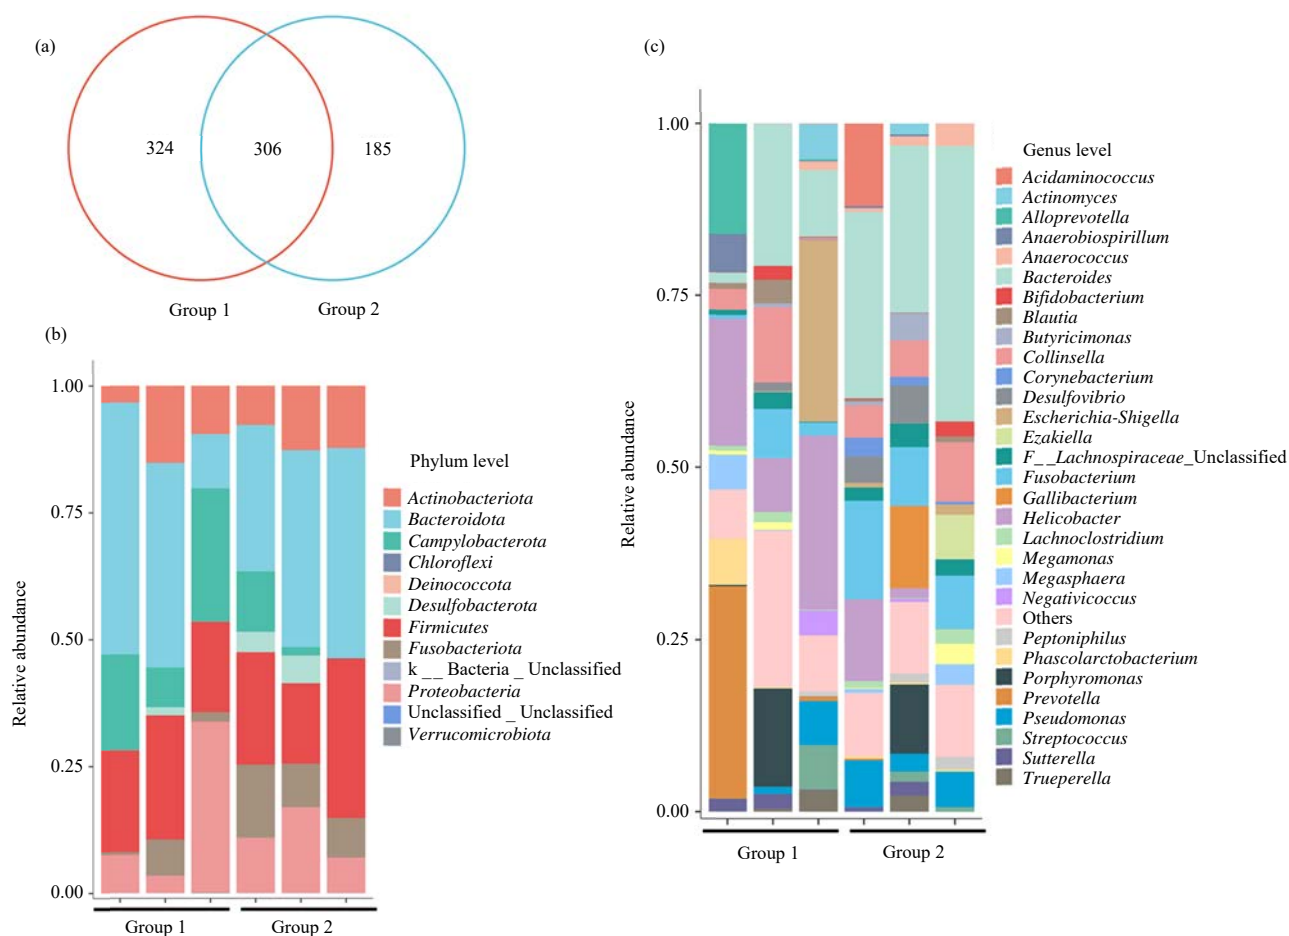 (a)
324
306
185
Group 1
Group 2
(b)
1.00
0.75
0.50
0.25
0.00
Relative abundance
Group 1
Group 2
Phylum level
Actinobacteriota
Bacteroidota
Campylobacterota
Chloroflexi
Deinococcota
Desulfobacterota
Firmicutes
Fusobacteriota
k __ Bacteria _ Unclassified
Proteobacteria
Unclassified _ Unclassified
Verrucomicrobiota
(c)
1.00
0.75
0.50
0.25
0.00
Relative abundance
Group 1
Group 2
Genus level
Acidaminococcus
Actinomyces
Alloprevotella
Anaerobiospirillum
Anaerococcus
Bacteroides
Bifidobacterium
Blautia
Butyricimonas
Collinsella
Corynebacterium
Desulfovibrio
Escherichia-Shigella
Ezakiella
F__Lachnospiraceae_Unclassified
Fusobacterium
Gallibacterium
Helicobacter
Lachnoclostridium
Megamonas
Megasphaera
Negativicoccus
Others
Peptoniphilus
Phascolarctobacterium
Porphyromonas
Prevotella
Pseudomonas
Streptococcus
Sutterella
Trueperella